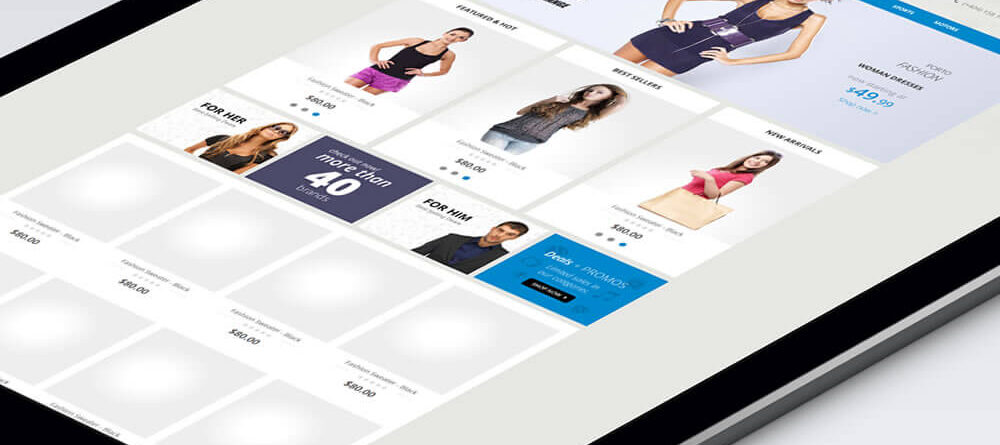 SPORTS
MOTORS
PORTO
FASHION
WOMAN DRESSES
now starting at
$49.99
Shop now >
FEATURED & HOT
Fashion Sweater - Black
$80.00
BEST SELLERS
Fashion Sweater - Black
$80.00
NEW ARRIVALS
Fashion Sweater - Black
$80.00
FOR HER
check out now!
more than
40
brands
FOR HIM
Deals + PROMOS
Limited sales in
our categories
SHOP NOW >
Fashion Sweater - Black
$80.00
Fashion Sweater - Black
$80.00
Fashion Sweater - Black
$80.00
Fashion Sweater - Black
$80.00
Fashion Sweater - Black